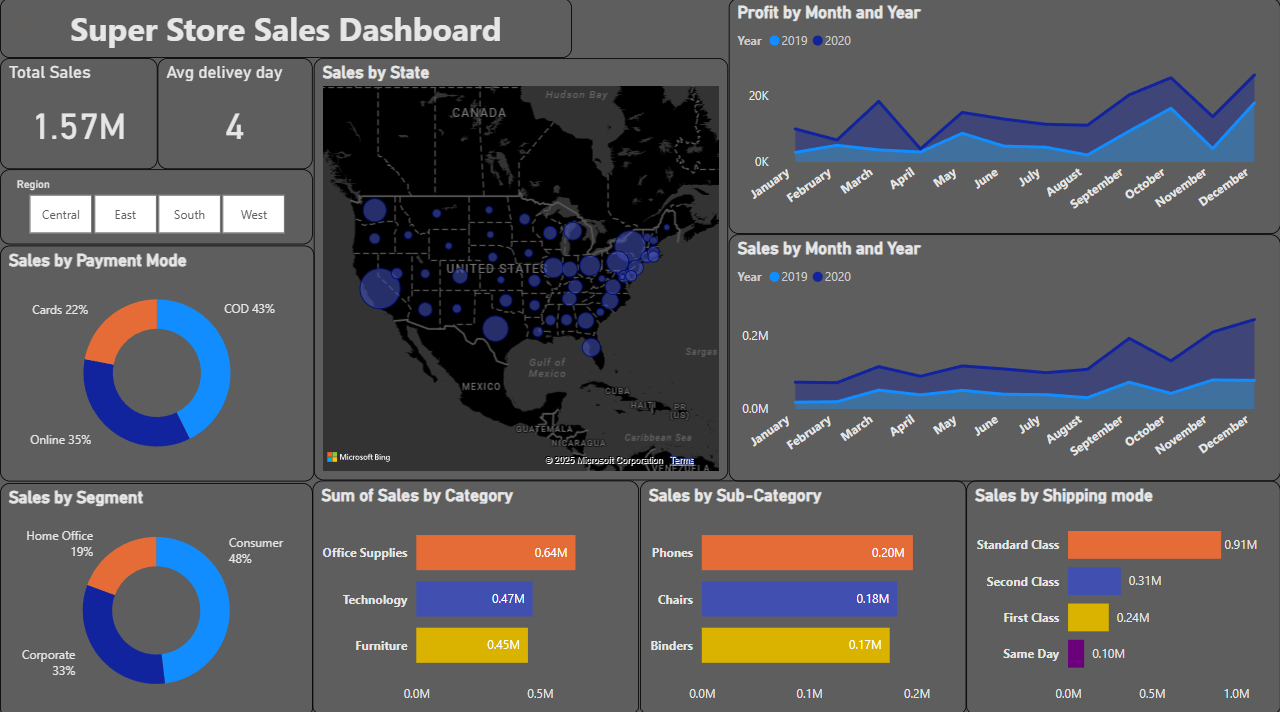 Super Store Sales Dashboard
Total Sales
1.57M
Avg delivey day
4
Region
Central
East
South
West
Sales by Payment Mode
Cards 22%
COD 43%
Online 35%
Sales by Segment
Home Office
19%
Consumer
48%
Corporate
33%
Sales by State
Hudson Bay
CANADA
UNITED STATES
Gulf of
Mexico
MEXICO
CUBA
HAITI
PR
(US)
GUATEMALA
NICARAGUA
Caribbean Sea
VENEZUELA
Sargas
Microsoft Bing
© 2025 Microsoft Corporation
Terms
Profit by Month and Year
Year 2019 2020
20K
0K
January
February
March
April
May
June
July
August
September
October
November
December
Sales by Month and Year
Year 2019 2020
0.2M
0.0M
January
February
March
April
May
June
July
August
September
October
November
December
Sum of Sales by Category
Office Supplies 0.64M
Technology 0.47M
Furniture 0.45M
0.0M 0.5M
Sales by Sub-Category
Phones 0.20M
Chairs 0.18M
Binders 0.17M
0.0M 0.1M 0.2M
Sales by Shipping mode
Standard Class 0.91M
Second Class 0.31M
First Class 0.24M
Same Day 0.10M
0.0M 0.5M 1.0M